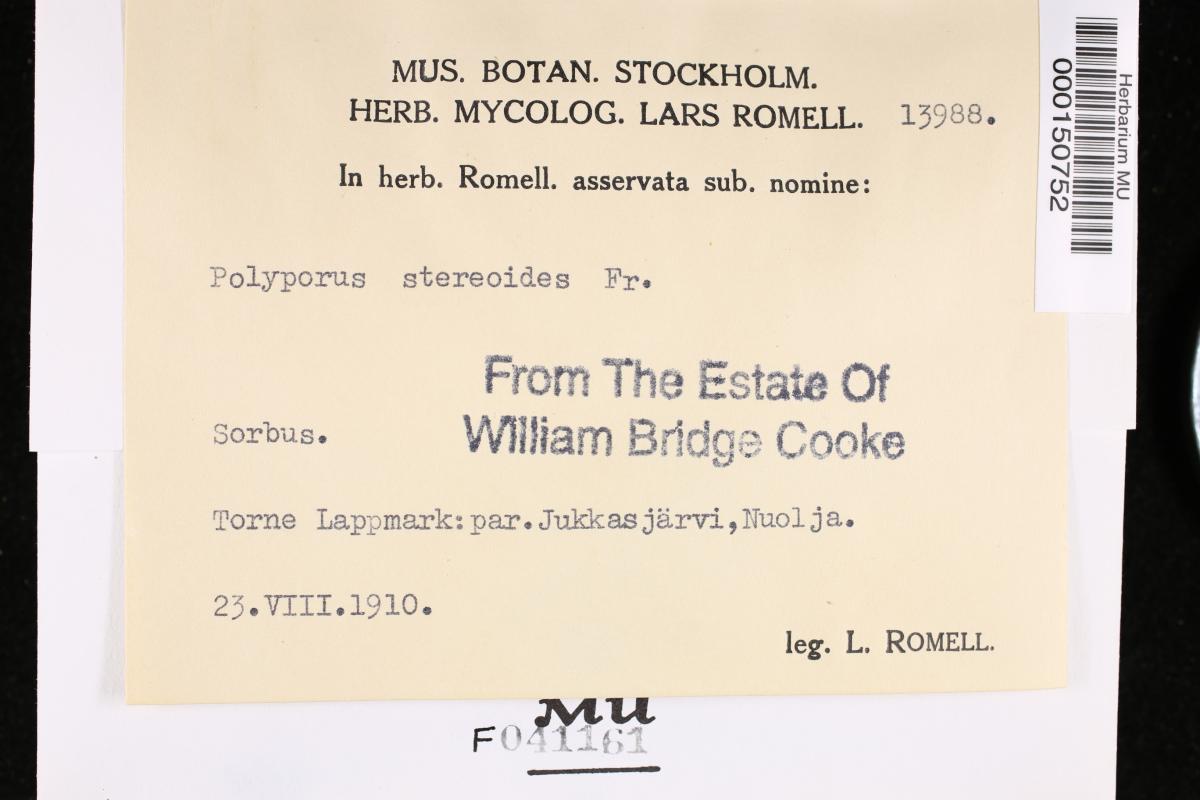 MUS. BOTAN. STOCKHOLM.
HERB. MYCOLOG. LARS ROMELL. 13988.
In herb. Romell. asservata sub. nomine:
Polyporus stereoides Fr.
From The Estate Of
William Bridge Cooke
Sorbus.
Torne Lappmark:par.Jukkasjärvi,Nuolja.
23.VIII.1910.
leg. L. ROMELL.
Mu
F041161
Herbarium MU
000150752